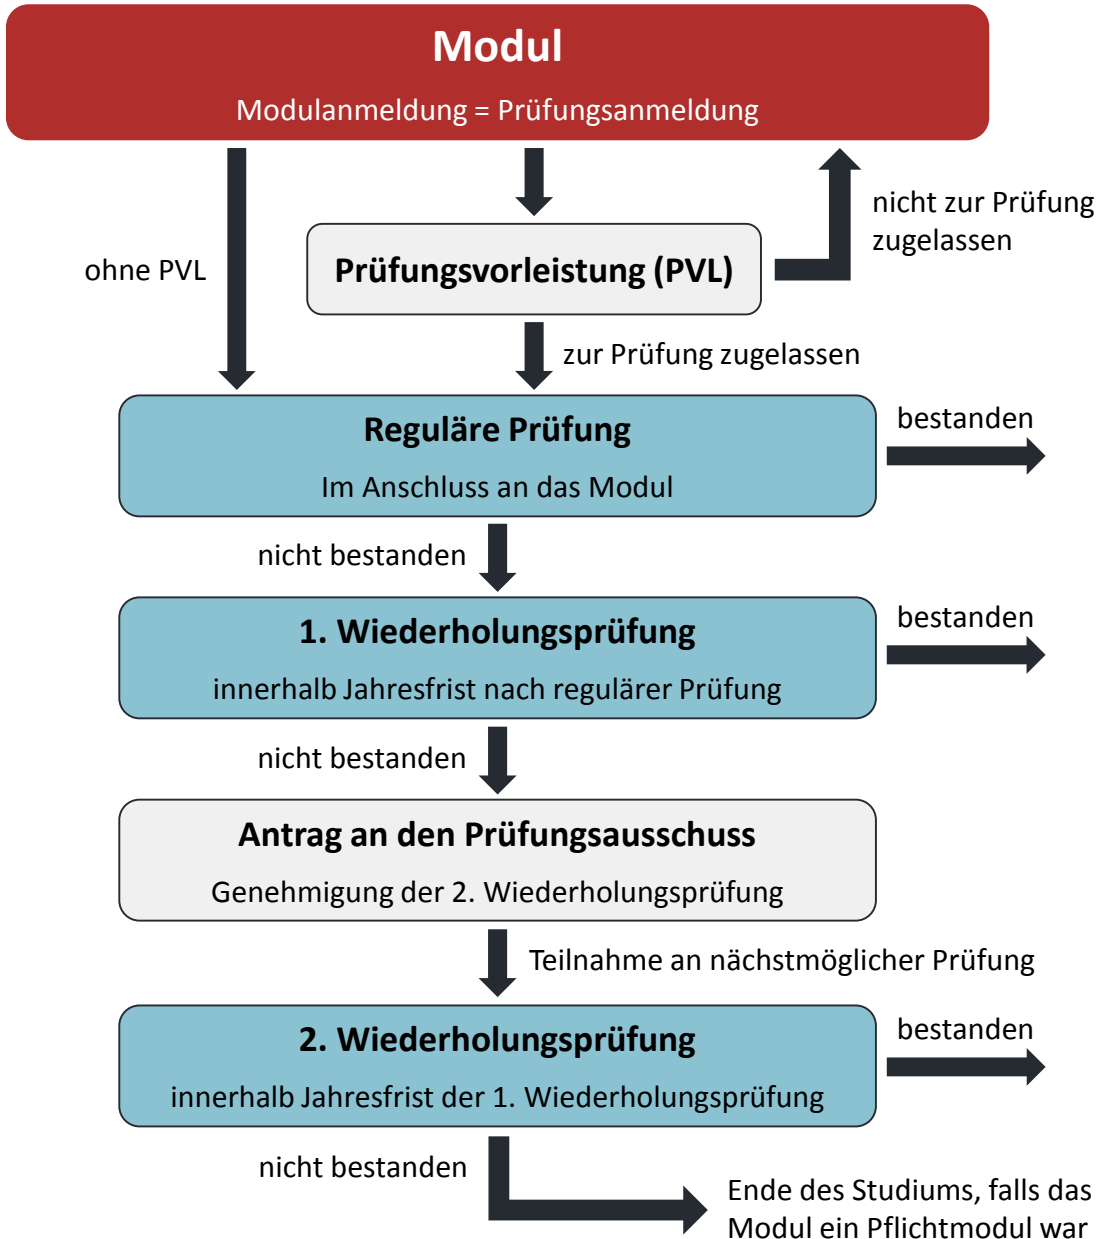 Modul
Modulanmeldung = Prüfungsanmeldung
nicht zur Prüfung
zugelassen
ohne PVL
Prüfungsvorleistung (PVL)
zur Prüfung zugelassen
Reguläre Prüfung
Im Anschluss an das Modul
bestanden
nicht bestanden
1. Wiederholungsprüfung
innerhalb Jahresfrist nach regulärer Prüfung
bestanden
nicht bestanden
Antrag an den Prüfungsausschuss
Genehmigung der 2. Wiederholungsprüfung
Teilnahme an nächstmöglicher Prüfung
2. Wiederholungsprüfung
innerhalb Jahresfrist der 1. Wiederholungsprüfung
bestanden
nicht bestanden
Ende des Studiums, falls das
Modul ein Pflichtmodul war